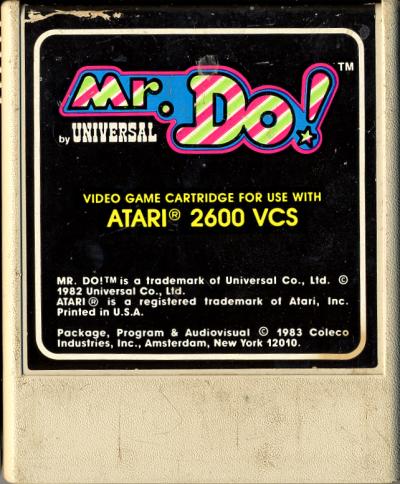 Mr. Do! ™
by UNIVERSAL
VIDEO GAME CARTRIDGE FOR USE WITH
ATARI® 2600 VCS
MR. DO!™ is a trademark of Universal Co., Ltd. ©
1982 Universal Co., Ltd.
ATARI® is a registered trademark of Atari, Inc.
Printed in U.S.A.
Package, Program & Audiovisual © 1983 Coleco
Industries, Inc., Amsterdam, New York 12010.